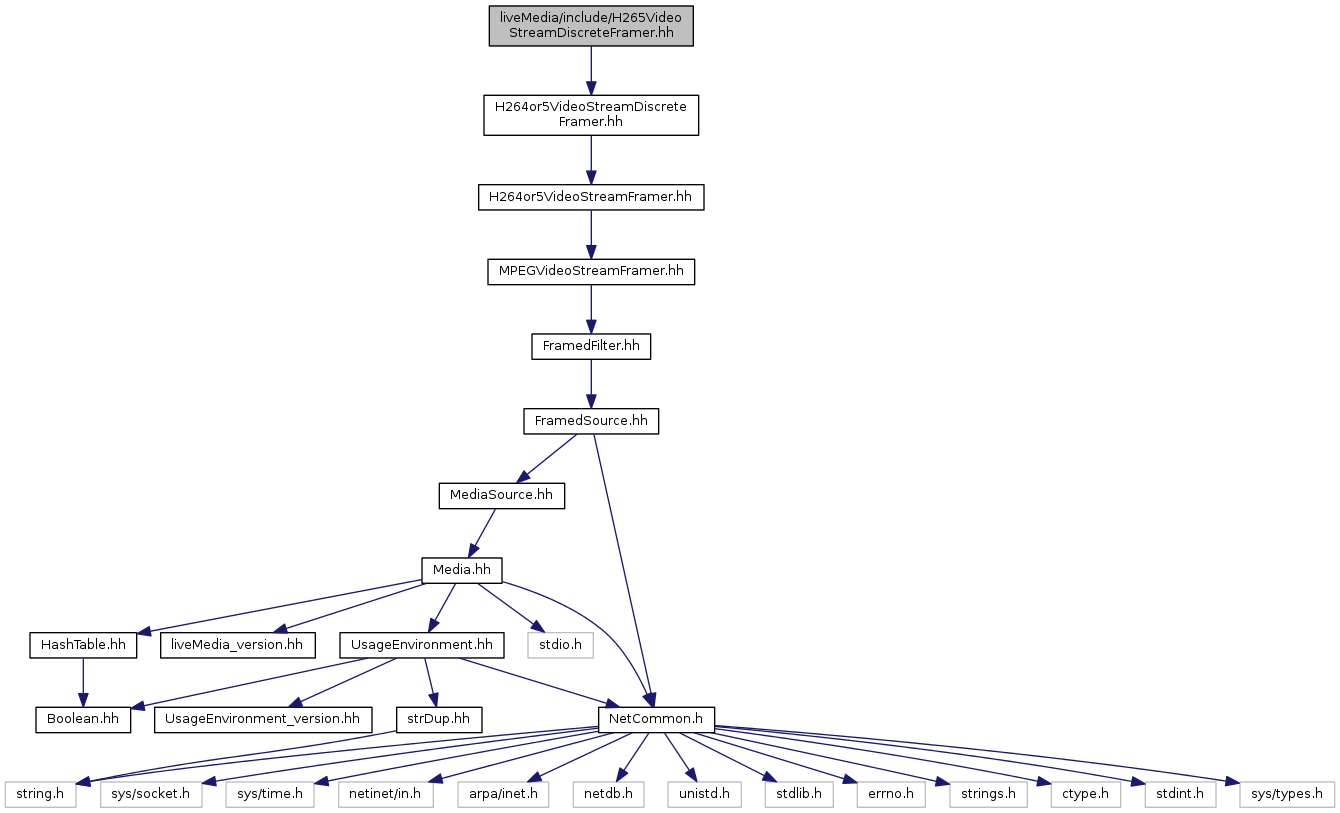 liveMedia/include/H265Video
StreamDiscreteFramer.hh
H264or5VideoStreamDiscrete
Framer.hh
H264or5VideoStreamFramer.hh
MPEGVideoStreamFramer.hh
FramedFilter.hh
FramedSource.hh
MediaSource.hh
Media.hh
HashTable.hh
liveMedia_version.hh
UsageEnvironment.hh
stdio.h
Boolean.hh
UsageEnvironment_version.hh
strDup.hh
NetCommon.h
string.h
sys/socket.h
sys/time.h
netinet/in.h
arpa/inet.h
netdb.h
unistd.h
stdlib.h
errno.h
strings.h
ctype.h
stdint.h
sys/types.h